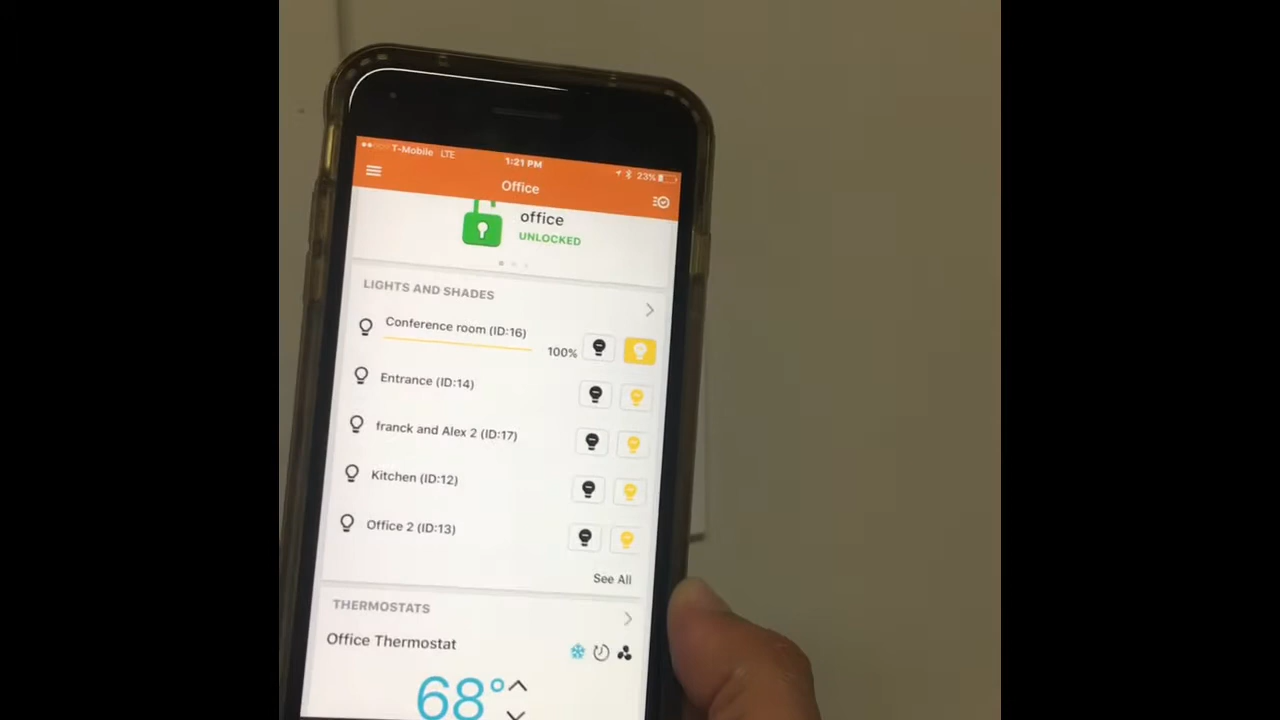 T-Mobile LTE 1:21 PM 23%
Office
office
UNLOCKED
LIGHTS AND SHADES
Conference room (ID:16)
100%
Entrance (ID:14)
franck and Alex 2 (ID:17)
Kitchen (ID:12)
Office 2 (ID:13)
See All
THERMOSTATS
Office Thermostat
68°